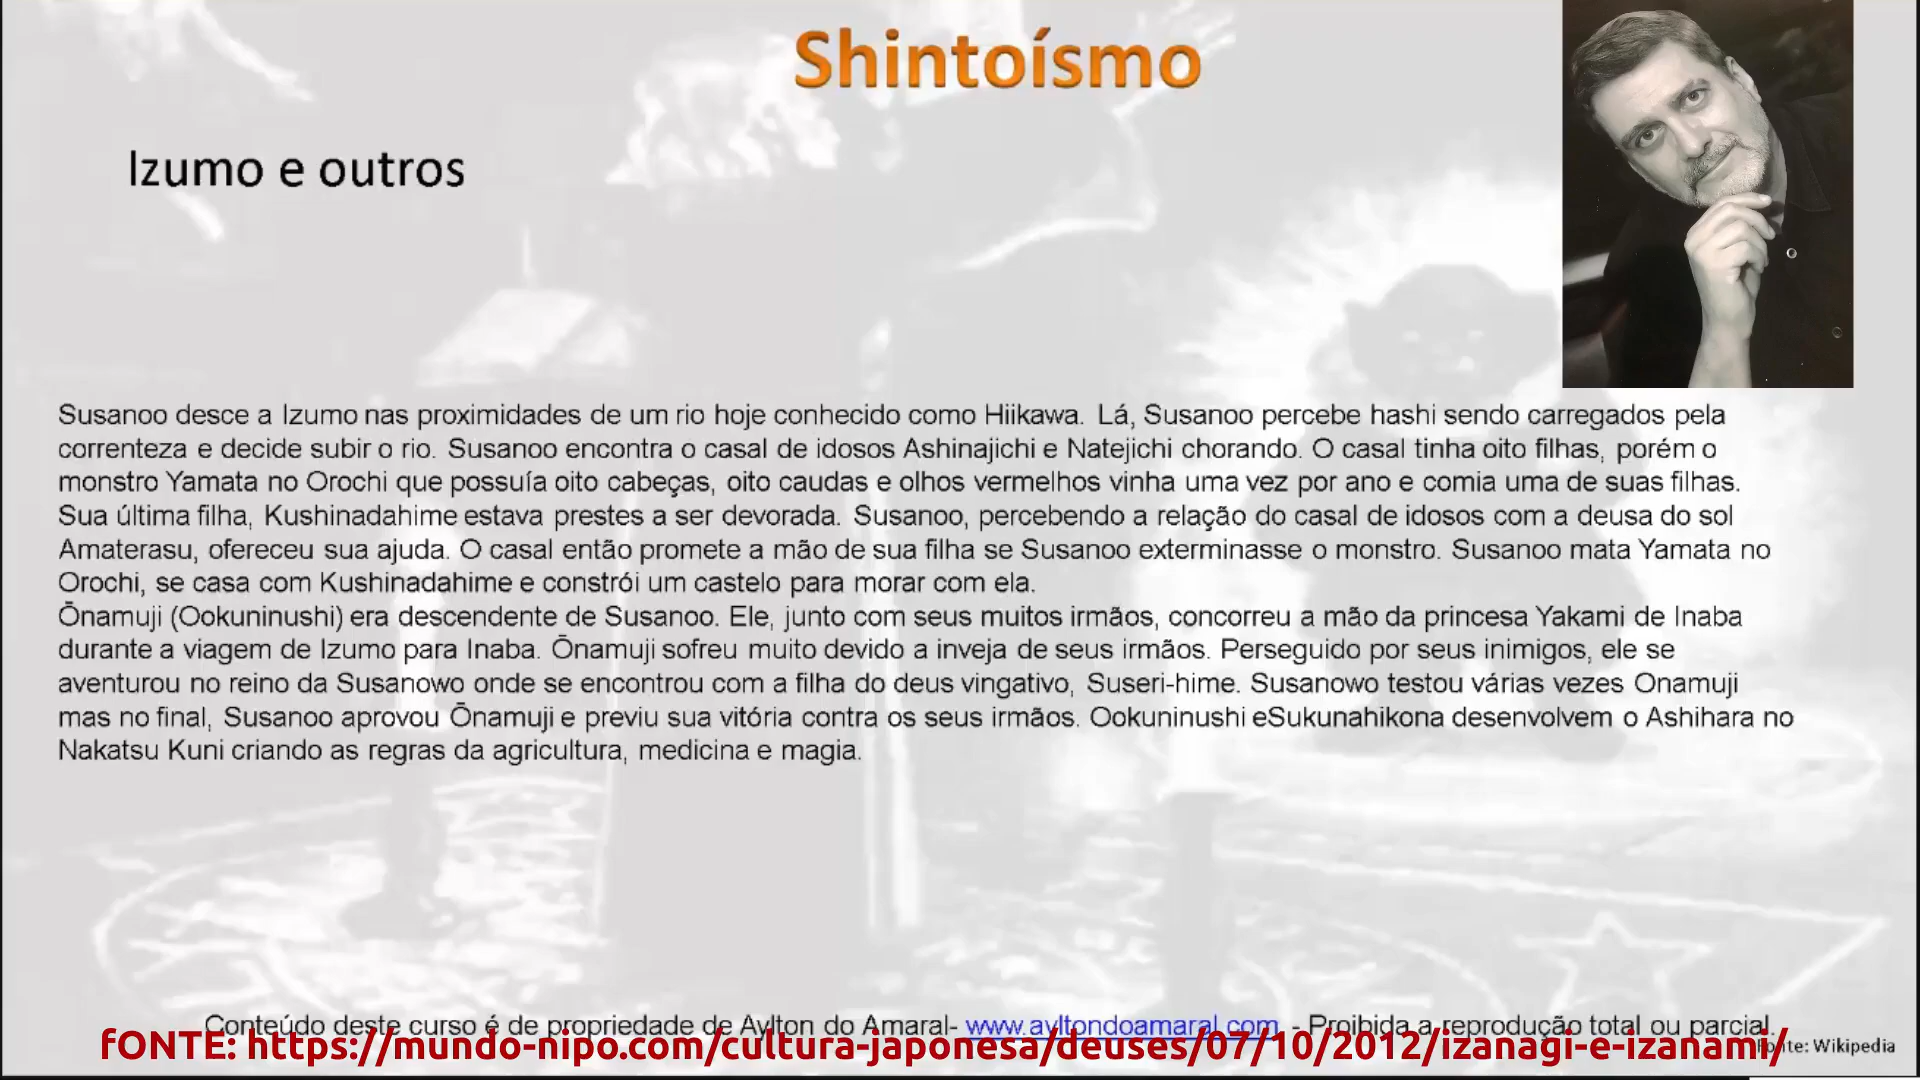 Shintoísmo
Izumo e outros
Susanoo desce a Izumo nas proximidades de um rio hoje conhecido como Hiikawa. Lá, Susanoo percebe hashi sendo carregados pela
correnteza e decide subir o rio. Susanoo encontra o casal de idosos Ashinajichi e Natejichi chorando. O casal tinha oito filhas, porém o
monstro Yamata no Orochi que possuía oito cabeças, oito caudas e olhos vermelhos vinha uma vez por ano e comia uma de suas filhas.
Sua última filha, Kushinadahime estava prestes a ser devorada. Susanoo, percebendo a relação do casal de idosos com a deusa do sol
Amaterasu, ofereceu sua ajuda. O casal então promete a mão de sua filha se Susanoo exterminasse o monstro. Susanoo mata Yamata no
Orochi, se casa com Kushinadahime e constrói um castelo para morar com ela.
Ōnamuji (Ookuninushi) era descendente de Susanoo. Ele, junto com seus muitos irmãos, concorreu a mão da princesa Yakami de Inaba
durante a viagem de Izumo para Inaba. Ōnamuji sofreu muito devido a inveja de seus irmãos. Perseguido por seus inimigos, ele se
aventurou no reino da Susanowo onde se encontrou com a filha do deus vingativo, Suseri-hime. Susanowo testou várias vezes Onamuji
mas no final, Susanoo aprovou Ōnamuji e previu sua vitória contra os seus irmãos. Ookuninushi eSukunahikona desenvolvem o Ashihara no
Nakatsu Kuni criando as regras da agricultura, medicina e magia.
Conteúdo deste curso é de propriedade de Aylton do Amaral- www.ayltondoamaral.com - Proibida a reprodução total ou parcial.
fONTE: https://mundo-nipo.com/cultura-japonesa/deuses/07/10/2012/izanagi-e-izanami/
Fonte: Wikipedia